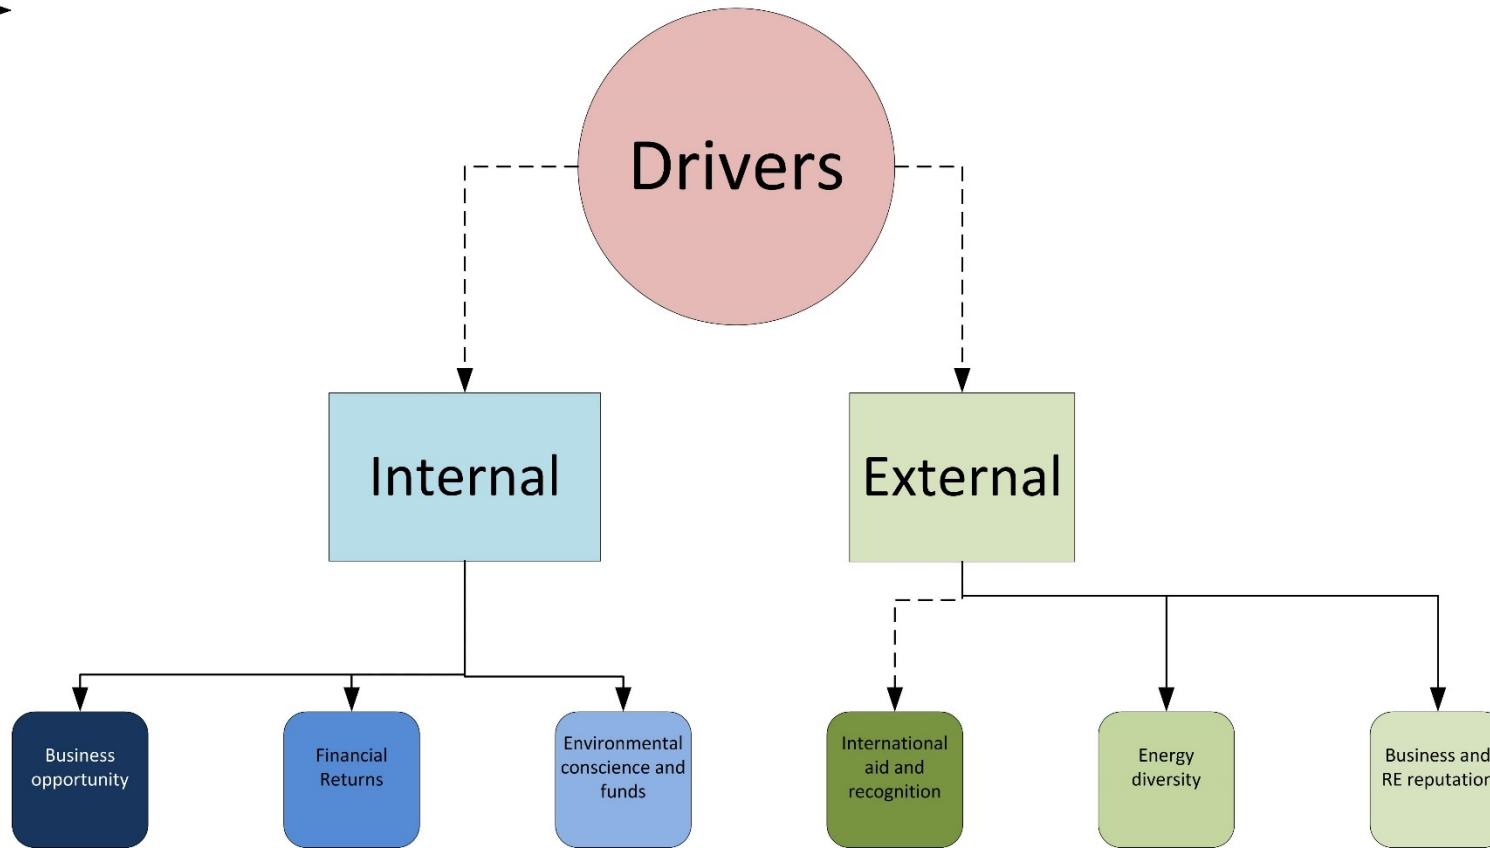 Drivers
Internal
External
Business
opportunity
Financial
Returns
Environmental
conscience and
funds
International
aid and
recognition
Energy
diversity
Business and
RE reputation